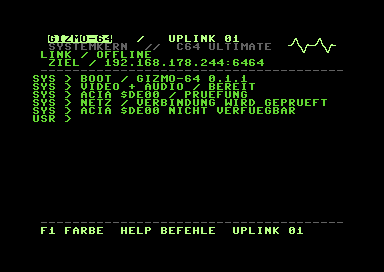 GIZMO-64 / UPLINK 01
SYSTEMKERN // C64 ULTIMATE
LINK / OFFLINE
ZIEL / 192.168.178.244:6464
SYS > BOOT / GIZMO-64 0.1.1
SYS > VIDEO + AUDIO / BEREIT
SYS > ACIA $DE00 / PRUEFUNG
SYS > NETZ / VERBINDUNG WIRD GEPRUEFT
SYS > ACIA $DE00 NICHT VERFUEGBAR
USR >
F1 FARBE HELP BEFEHLE UPLINK 01